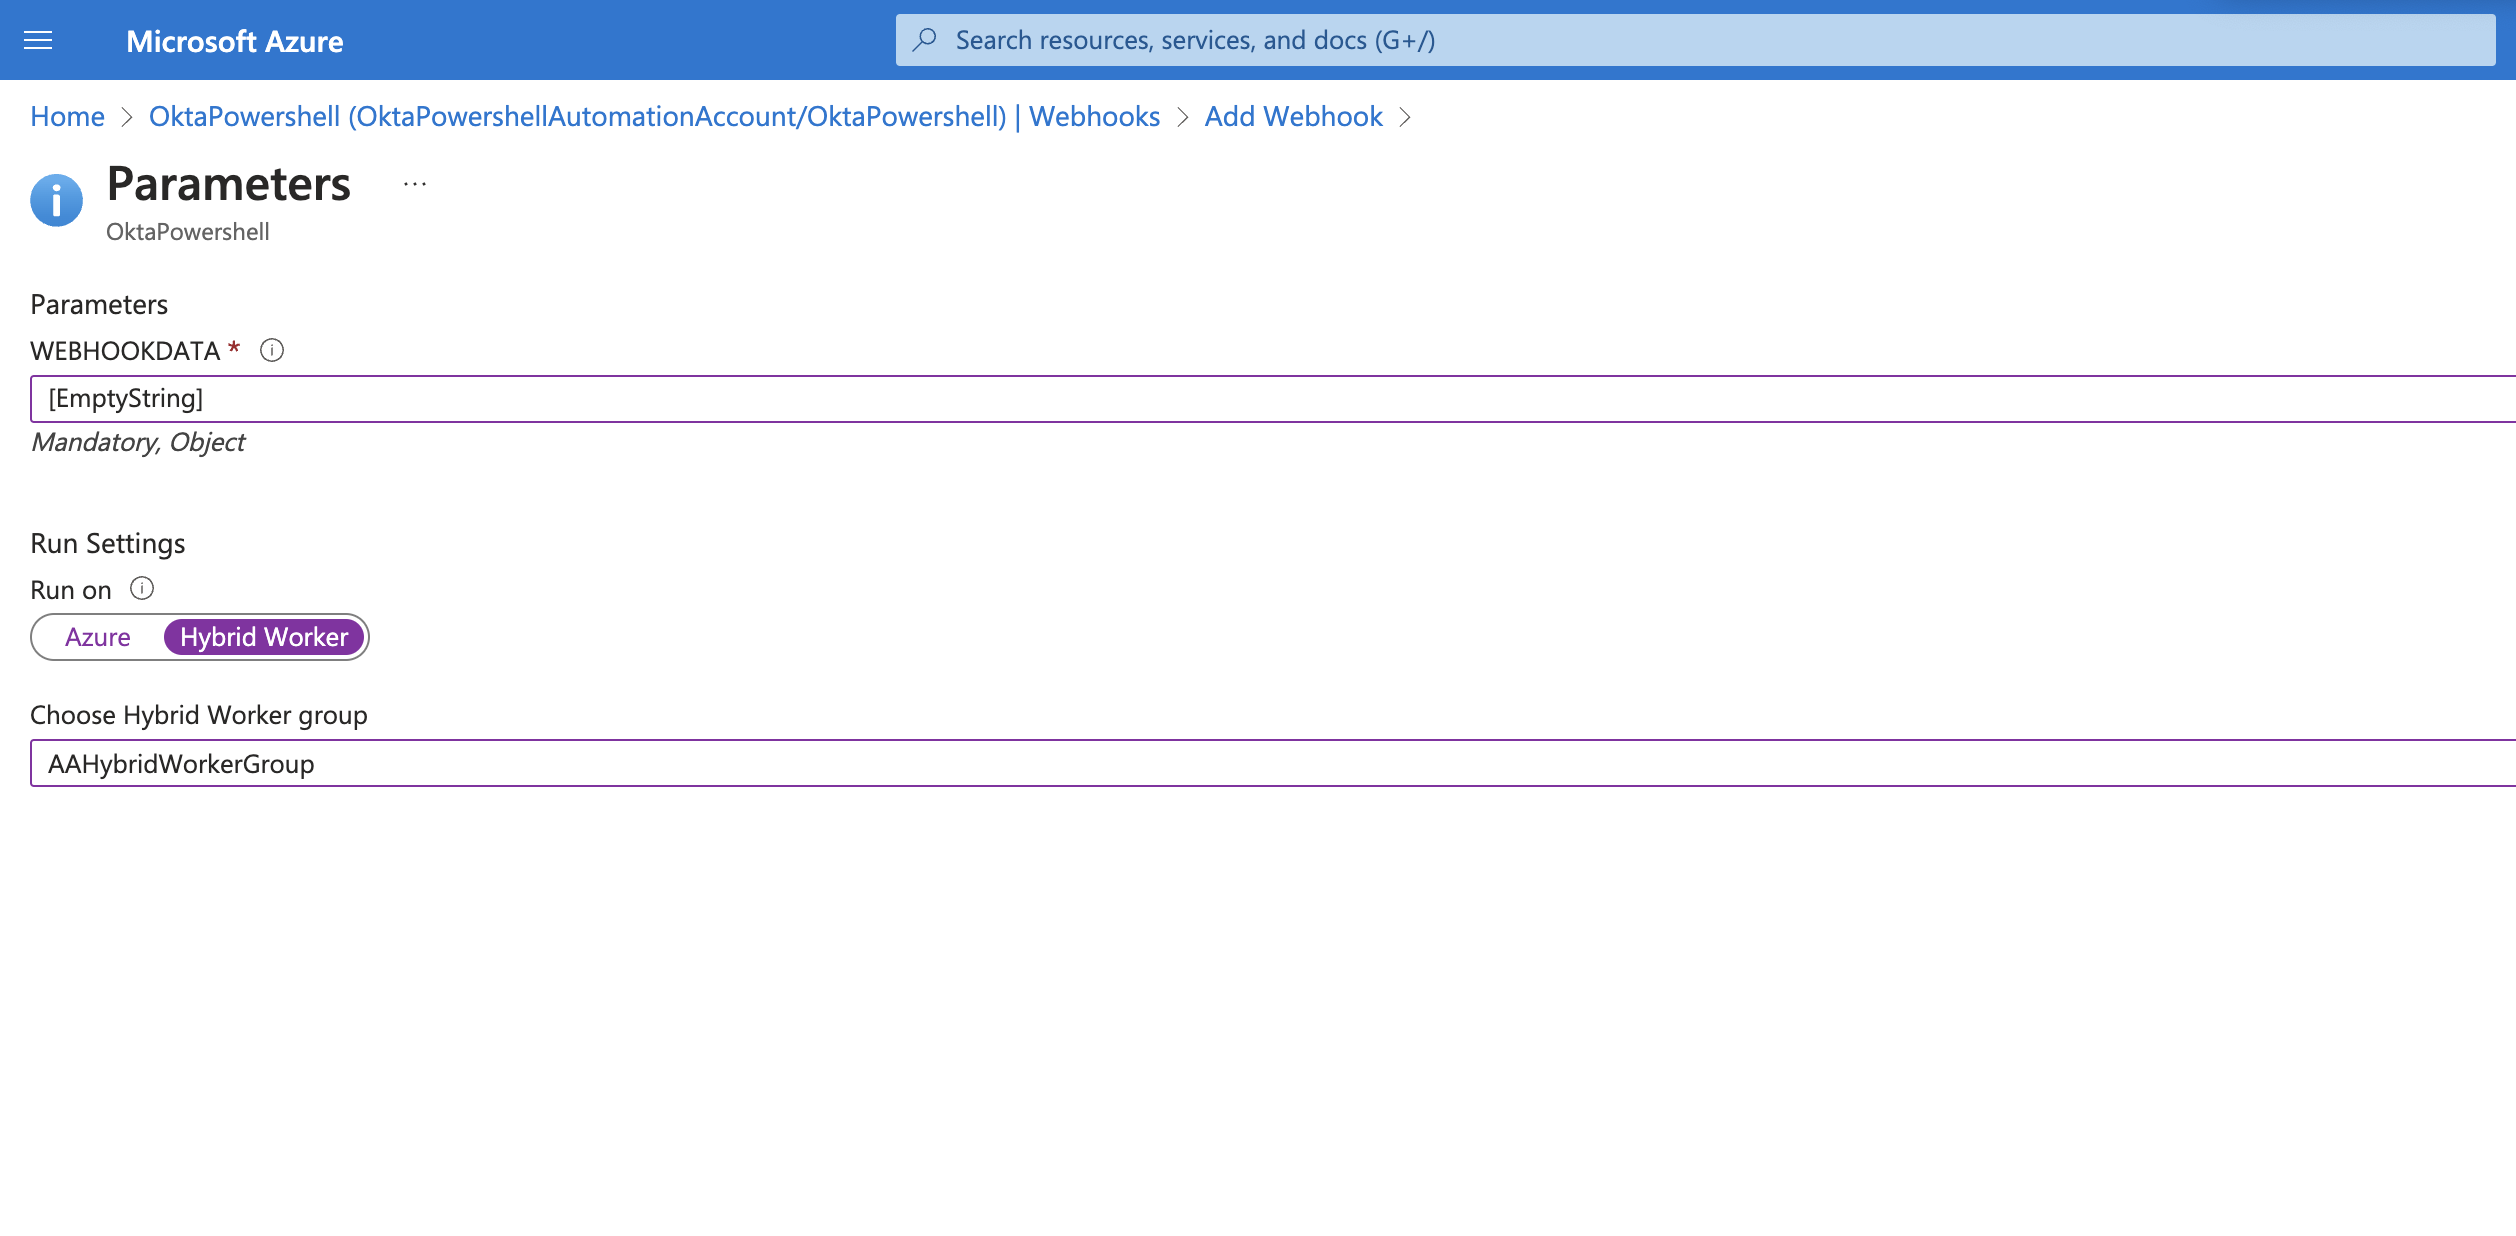 Microsoft Azure
Search resources, services, and docs (G+/)
Home > OktaPowershell (OktaPowershellAutomationAccount/OktaPowershell) | Webhooks > Add Webhook >
Parameters ...
OktaPowershell
Parameters
WEBHOOKDATA *
[EmptyString]
Mandatory, Object
Run Settings
Run on
Azure Hybrid Worker
Choose Hybrid Worker group
AAHybridWorkerGroup